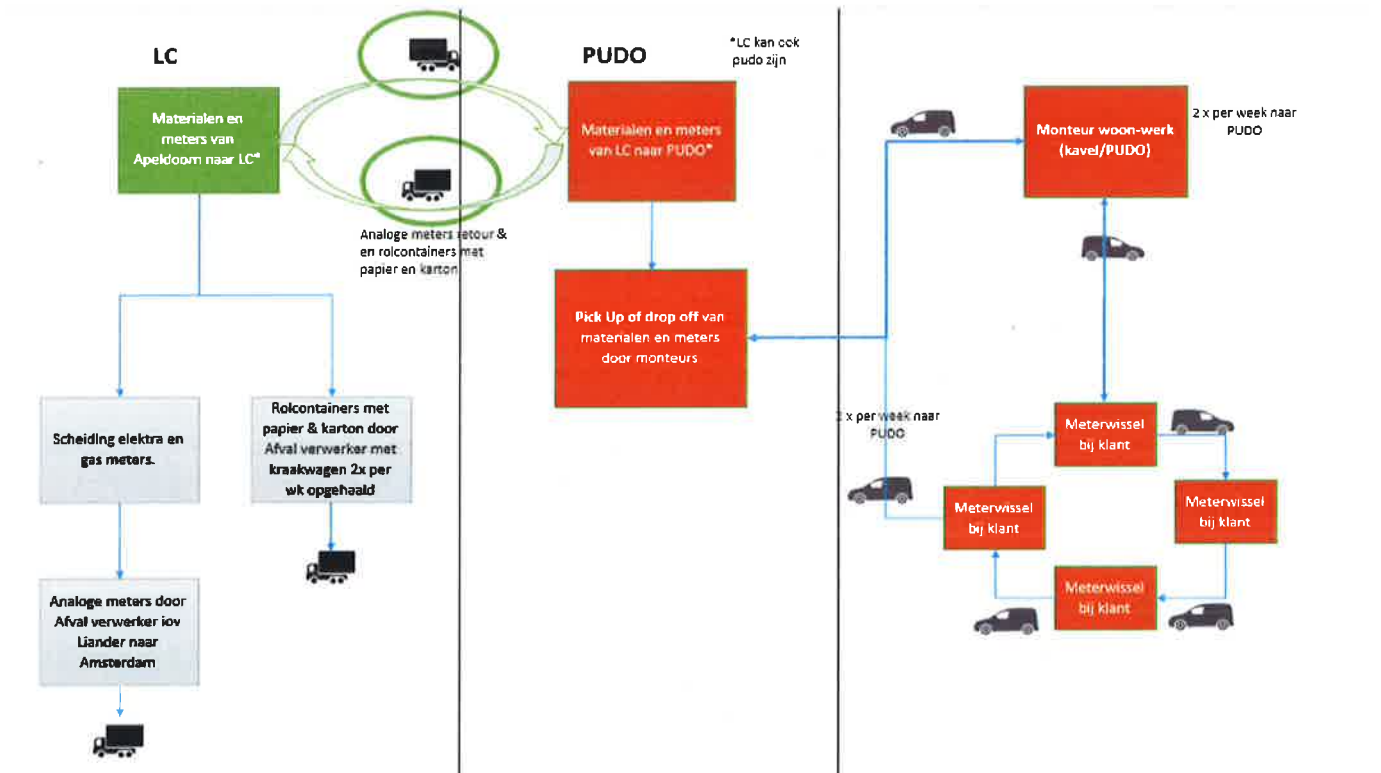 LC
Materialen en
meters van
Apeldoorn naar LC*
Analoge meters retour &
en rolcontainers met
papier en karton
Scheiding elektra en
gas meters.
Rolcontainers met
papier & karton door
Afval verwerker met
kraakwagen 2x per
wk opgehaald
Analoge meters door
Afval verwerker iov
Liander naar
Amsterdam
PUDO
*LC kan ook
pudo zijn
Materialen en meters
van LC naar PUDO*
Pick Up of drop off van
materialen en meters
door monteurs
Monteur woon-werk
(kavel/PUDO)
2 x per week naar
PUDO
x per week naar
PUDO
Meterwissel
bij klant
Meterwissel
bij klant
Meterwissel
bij klant
Meterwissel
bij klant